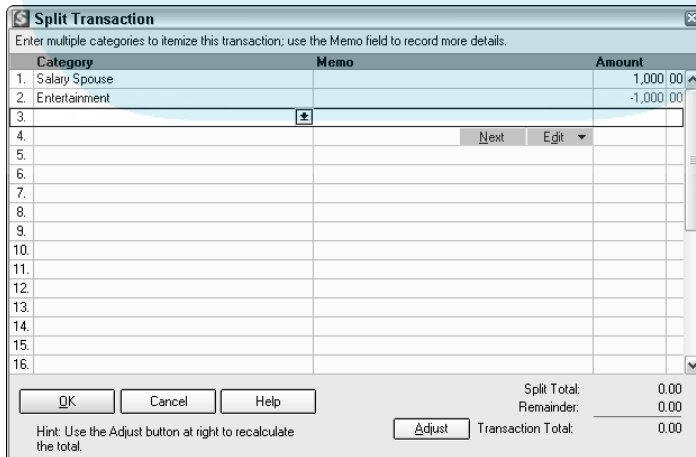 Split Transaction
Enter multiple categories to itemize this transaction; use the Memo field to record more details.
Category Memo Amount
1. Salary Spouse 1,000 00
2. Entertainment -1,000 00
3.
4. Next Edit
5.
6.
7.
8.
9.
10.
11.
12.
13.
14.
15.
16.
OK Cancel Help
Split Total: 0.00
Remainder: 0.00
Adjust Transaction Total: 0.00
Hint: Use the Adjust button at right to recalculate
the total.